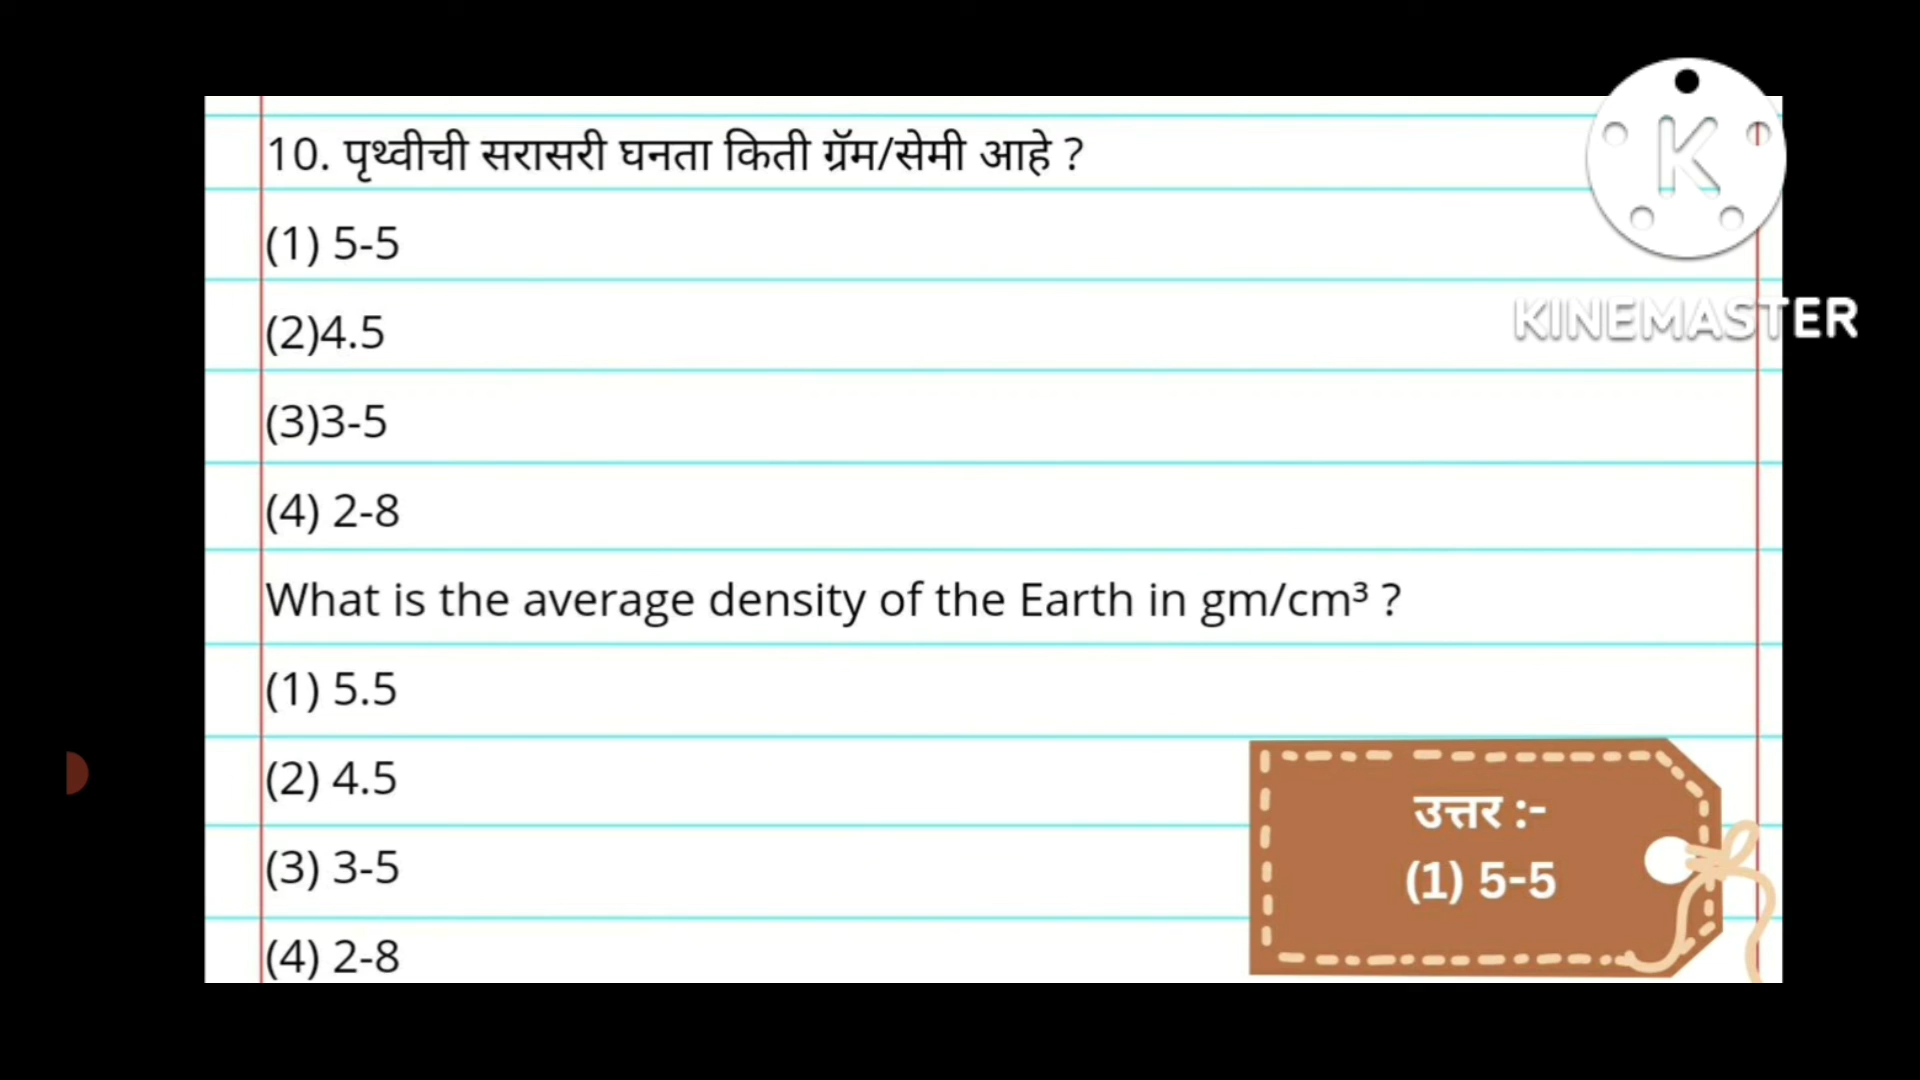 10. पृथ्वीची सरासरी घनता किती ग्रॅम/सेमी आहे ?
(1) 5-5
(2)4.5
(3)3-5
(4) 2-8
What is the average density of the Earth in gm/cm³ ?
(1) 5.5
(2) 4.5
(3) 3-5
(4) 2-8
उत्तर :-
(1) 5-5
K
KINEMASTER